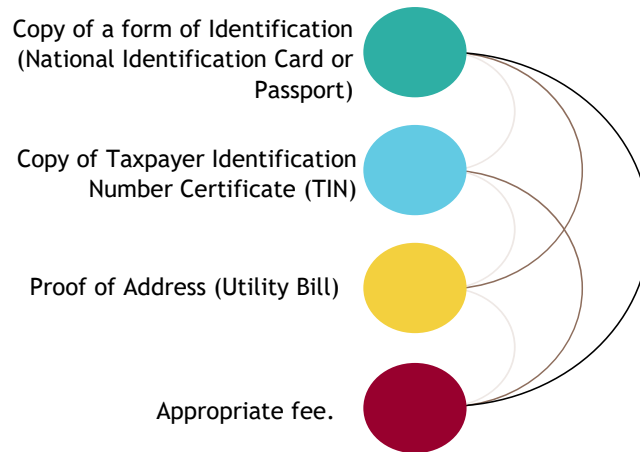 Copy of a form of Identification
(National Identification Card or
Passport)
Copy of Taxpayer Identification
Number Certificate (TIN)
Proof of Address (Utility Bill)
Appropriate fee.